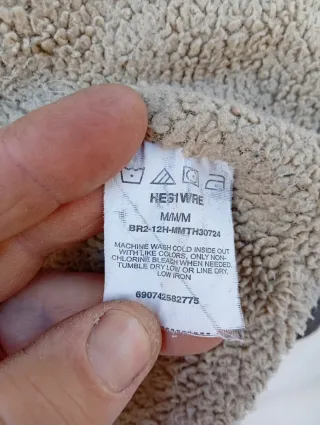 HES1WRE
M/M/M
BR2-12H-MMTH30724
MACHINE WASH COLD INSIDE OUT
WITH LIKE COLORS, ONLY NON-
CHLORINE BLEACH WHEN NEEDED,
TUMBLE DRY LOW OR LINE DRY,
LOW IRON
690742582775